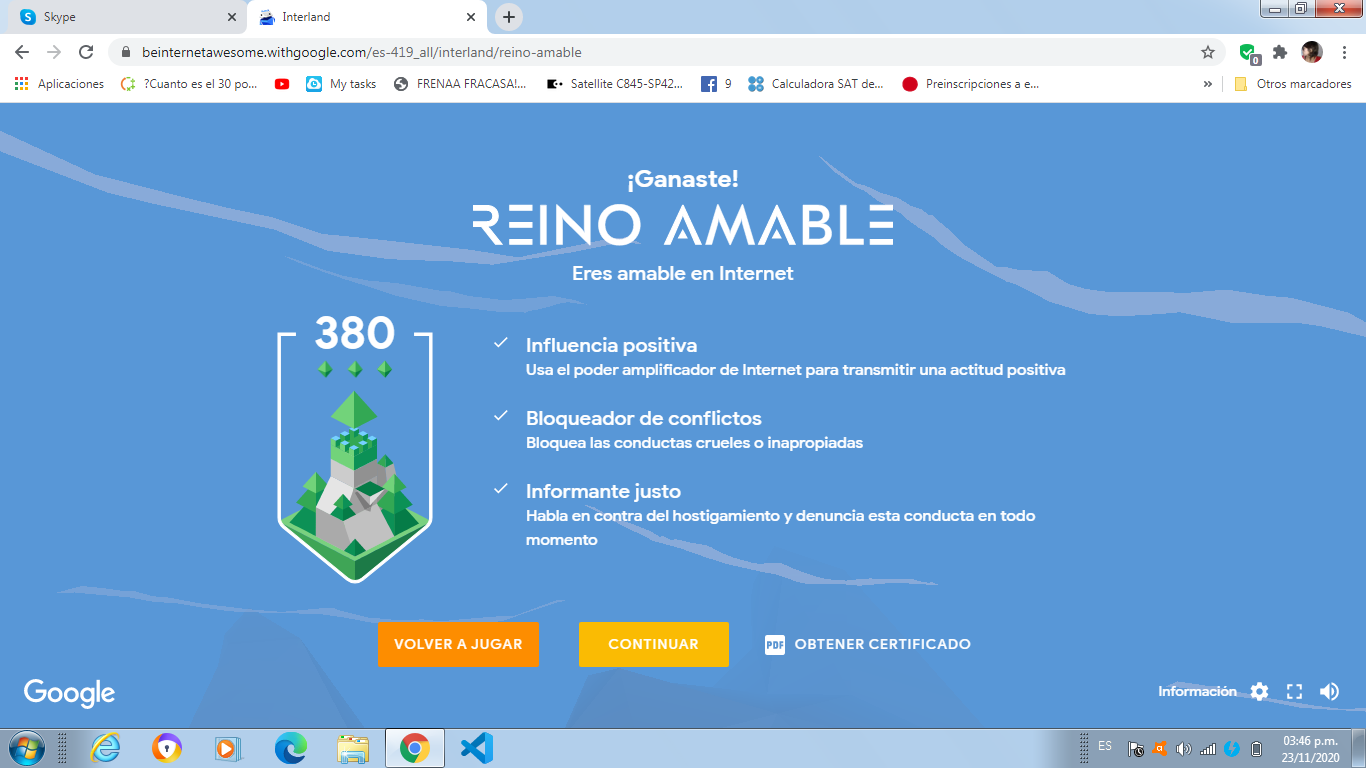 Skype
Interland
beinternetawesome.withgoogle.com/es-419_all/interland/reino-amable
0
Aplicaciones
?Cuanto es el 30 po...
My tasks
FRENAA FRACASA!...
Satellite C845-SP42...
9
Calculadora SAT de...
Preinscripciones a e...
»
Otros marcadores
¡Ganaste!
REINO AMABLE
Eres amable en Internet
380
Influencia positiva
Usa el poder amplificador de Internet para transmitir una actitud positiva
Bloqueador de conflictos
Bloquea las conductas crueles o inapropiadas
Informante justo
Habla en contra del hostigamiento y denuncia esta conducta en todo
momento
VOLVER A JUGAR
CONTINUAR
PDF OBTENER CERTIFICADO
Google
Información
ES
03:46 p.m.
23/11/2020